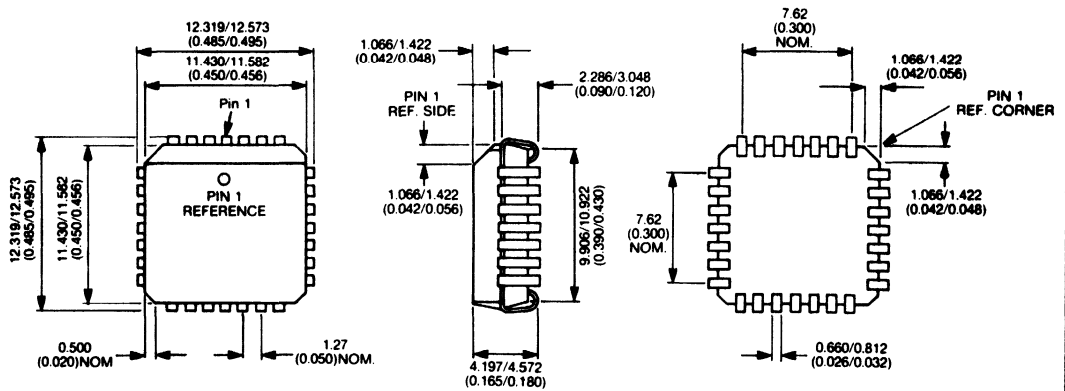 12.319/12.573
(0.485/0.495)
11.430/11.582
(0.450/0.456)
Pin 1
12.319/12.573
(0.485/0.495)
11.430/11.582
(0.450/0.456)
PIN 1
REFERENCE
0.500
(0.020)NOM
1.27
(0.050)NOM.
1.066/1.422
(0.042/0.048)
2.286/3.048
(0.090/0.120)
PIN 1
REF. SIDE
1.066/1.422
(0.042/0.056)
9.906/10.922
(0.390/0.430)
4.197/4.572
(0.165/0.180)
7.62
(0.300)
NOM.
1.066/1.422
(0.042/0.056)
PIN 1
REF. CORNER
1.066/1.422
(0.042/0.048)
7.62
(0.300)
NOM.
0.660/0.812
(0.026/0.032)